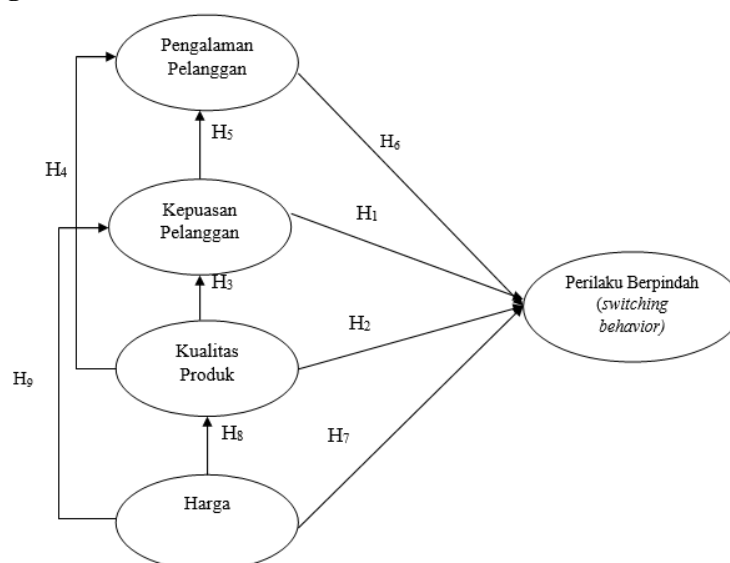 Pengalaman
Pelanggan
H5
H6
H4
Kepuasan
Pelanggan
H1
Perilaku Berpindah
(switching
behavior)
H3
H2
Kualitas
Produk
H9
H8
H7
Harga